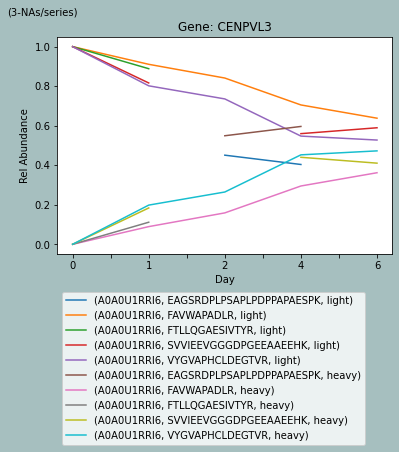 (3-NAs/series)
Gene: CENPVL3
1.0
0.8
0.6
0.4
0.2
0.0
Rel Abundance
0 1 2 4 6
Day
(A0A0U1RRI6, EAGSRDPLPSAPLPDPPAPAESPK, light)
(A0A0U1RRI6, FAVWAPADLR, light)
(A0A0U1RRI6, FTLLQGAESIVTYR, light)
(A0A0U1RRI6, SVVIEEVGGGDPGEEAAEEHK, light)
(A0A0U1RRI6, VYGVAPHCLDEGTVR, light)
(A0A0U1RRI6, EAGSRDPLPSAPLPDPPAPAESPK, heavy)
(A0A0U1RRI6, FAVWAPADLR, heavy)
(A0A0U1RRI6, FTLLQGAESIVTYR, heavy)
(A0A0U1RRI6, SVVIEEVGGGDPGEEAAEEHK, heavy)
(A0A0U1RRI6, VYGVAPHCLDEGTVR, heavy)